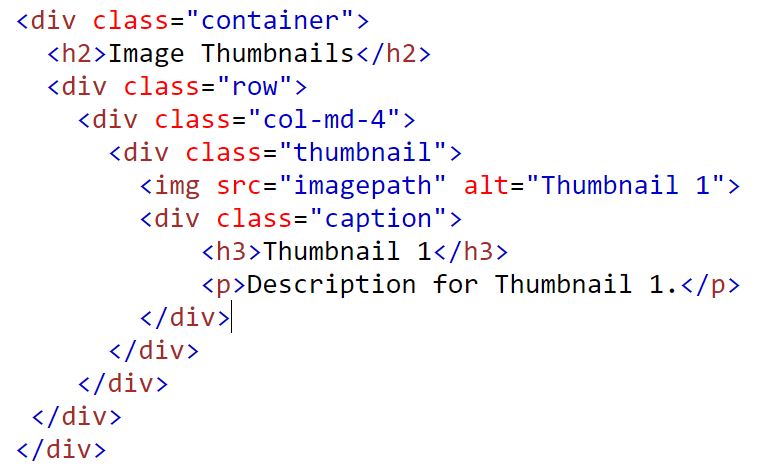 <div class="container">
<h2>Image Thumbnails</h2>
<div class="row">
<div class="col-md-4">
<div class="thumbnail">
<img src="imagepath" alt="Thumbnail 1">
<div class="caption">
<h3>Thumbnail 1</h3>
<p>Description for Thumbnail 1.</p>
</div>
</div>
</div>
</div>
</div>